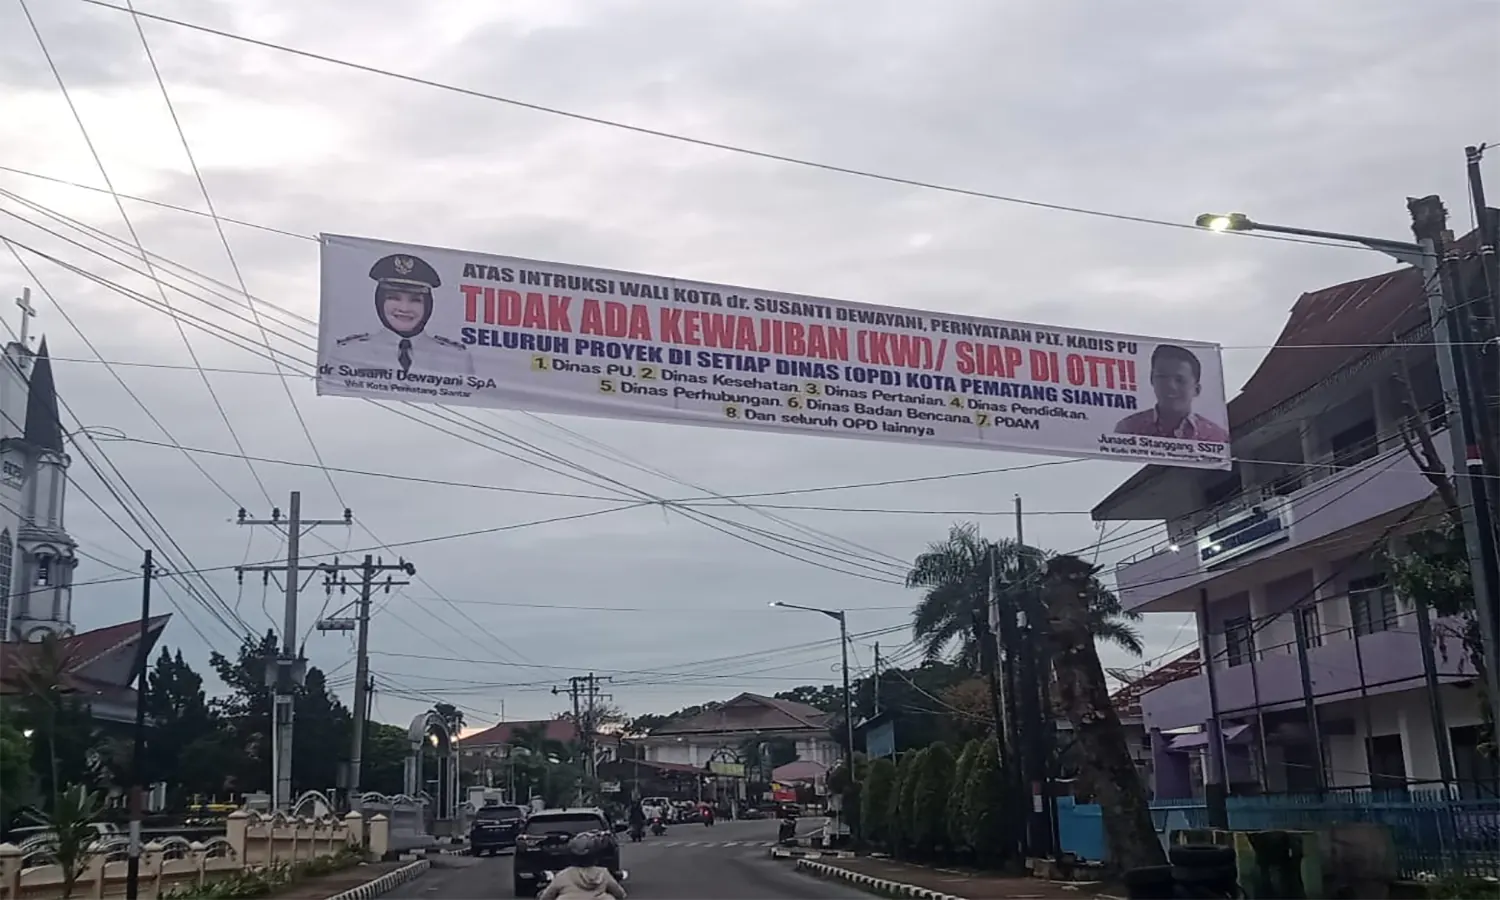 ATAS INTRUKSI WALI KOTA dr. SUSANTI DEWAYANI, PERNYATAAN PLT. KADIS PU
TIDAK ADA KEWAJIBAN (KW)/ SIAP DI OTT!!
SELURUH PROYEK DI SETIAP DINAS (OPD) KOTA PEMATANG SIANTAR
1. Dinas PU. 2. Dinas Kesehatan. 3. Dinas Pertanian. 4. Dinas Pendidikan.
5. Dinas Perhubungan. 6. Dinas Badan Bencana. 7. PDAM
8. Dan seluruh OPD lainnya
dr Susanti Dewayani SpA
Wali Kota Pematang Siantar
Junaedi Sitanggang, SSTP